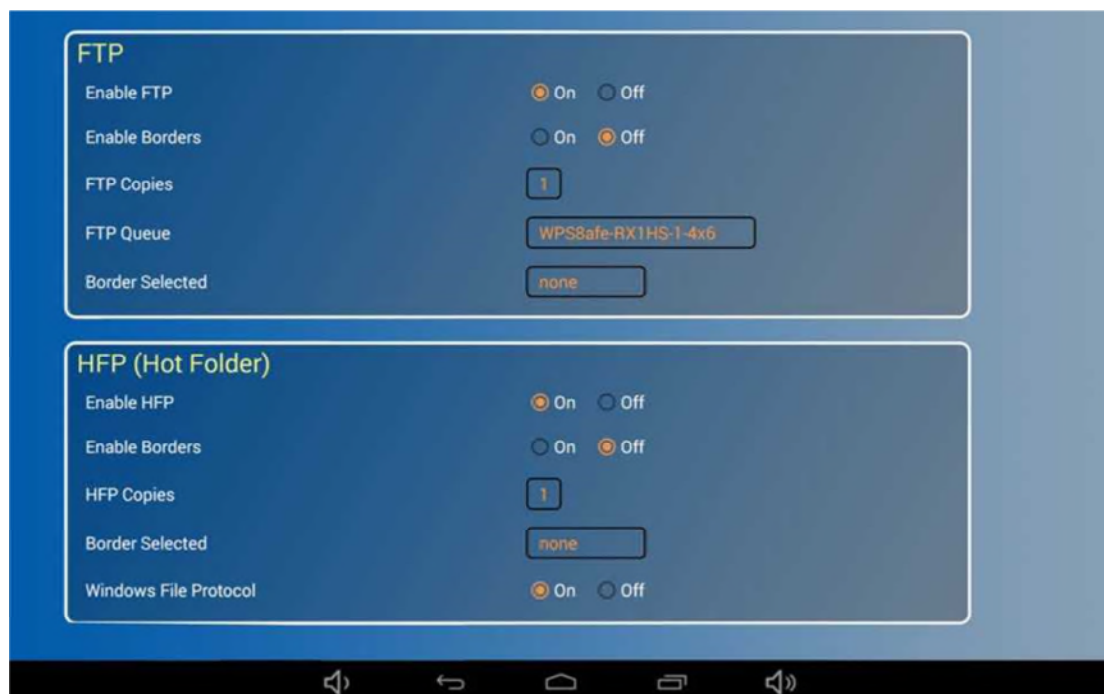 FTP
Enable FTP On Off
Enable Borders On Off
FTP Copies 1
FTP Queue WPS8afe-RX1HS-1-4x6
Border Selected none
HFP (Hot Folder)
Enable HFP On Off
Enable Borders On Off
HFP Copies 1
Border Selected none
Windows File Protocol On Off